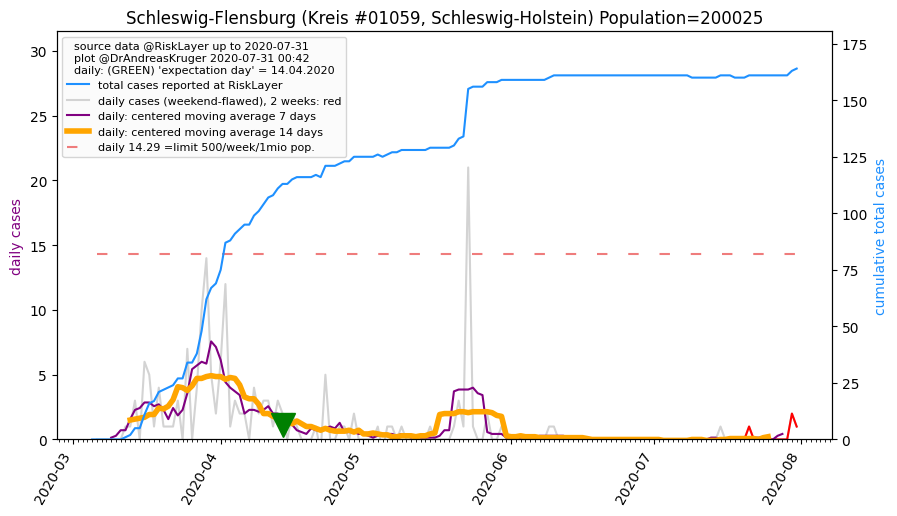 Schleswig-Flensburg (Kreis #01059, Schleswig-Holstein) Population=200025
source data @RiskLayer up to 2020-07-31
plot @DrAndreasKruger 2020-07-31 00:42
daily: (GREEN) 'expectation day' = 14.04.2020
total cases reported at RiskLayer
daily cases (weekend-flawed), 2 weeks: red
daily: centered moving average 7 days
daily: centered moving average 14 days
daily 14.29 =limit 500/week/1mio pop.
daily cases
30
25
20
15
10
5
0
cumulative total cases
175
150
125
100
75
50
25
0
2020-03
2020-04
2020-05
2020-06
2020-07
2020-08